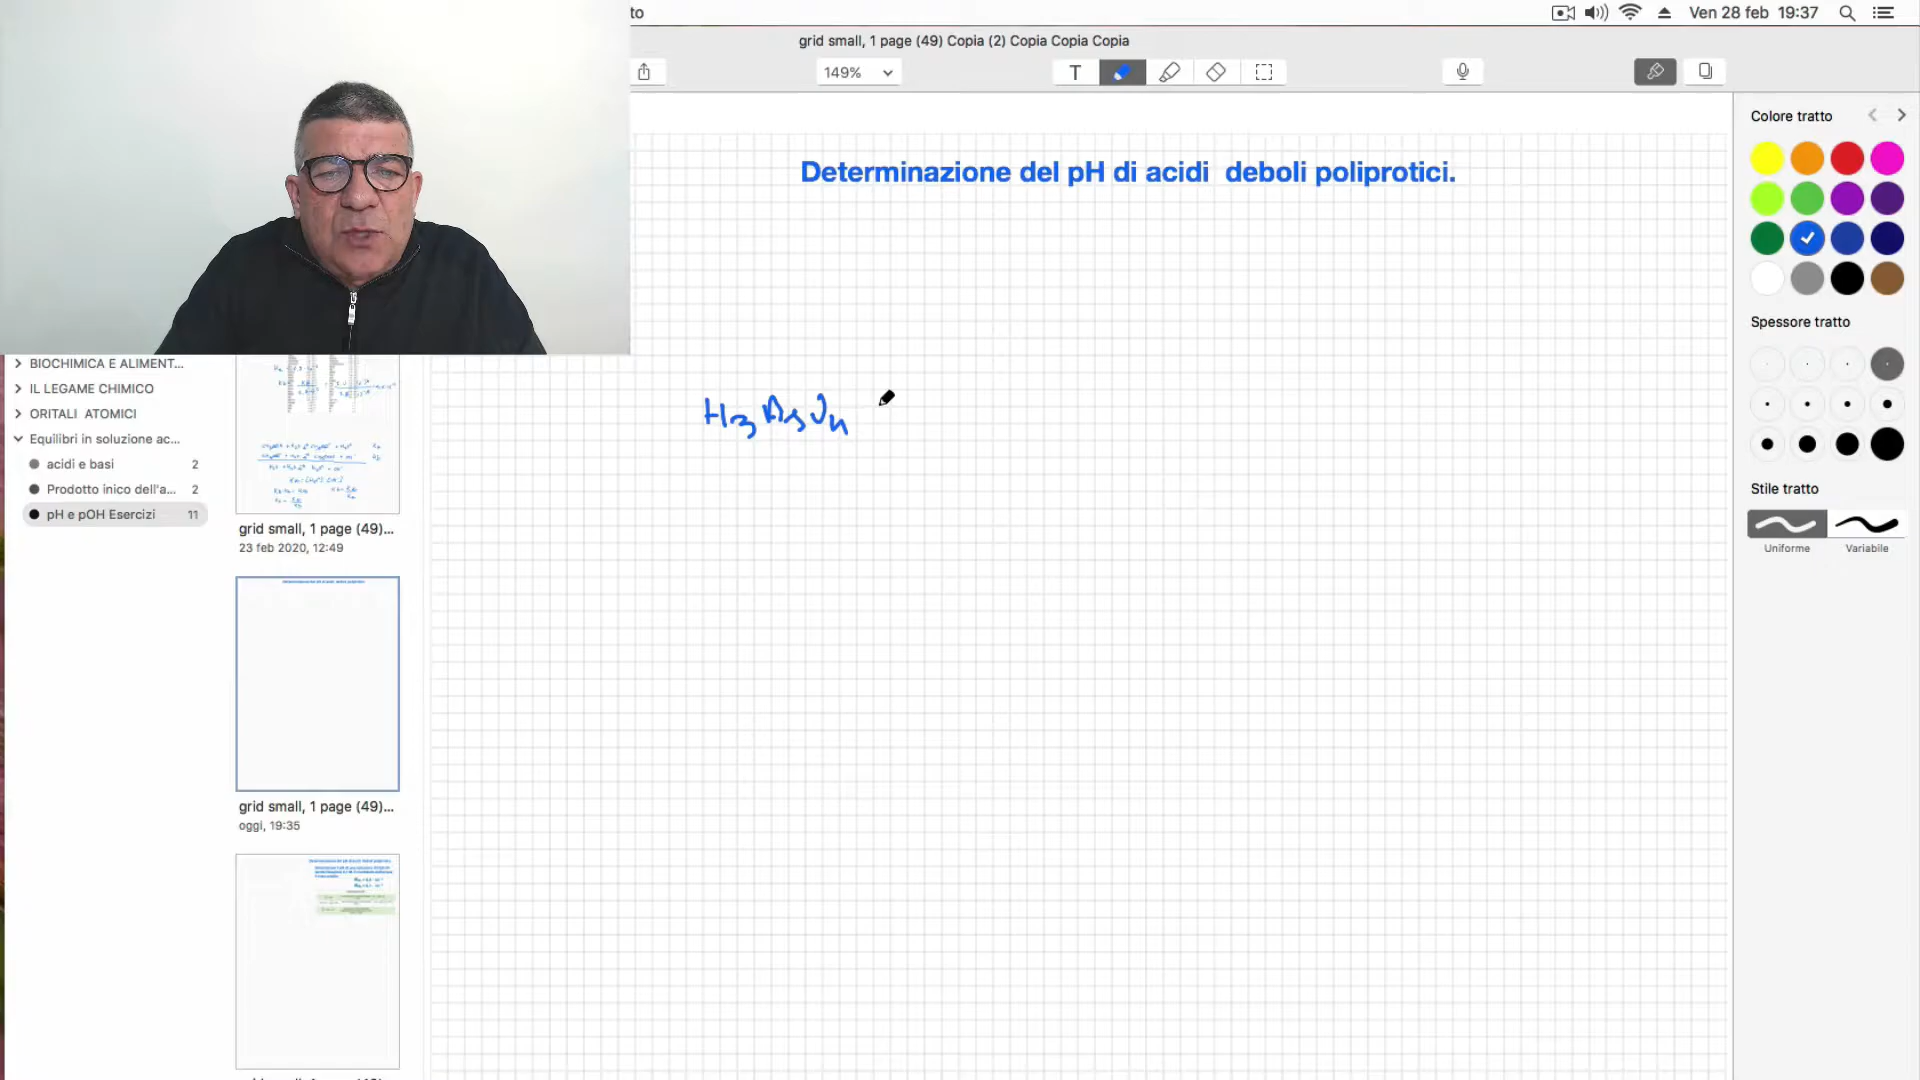 to
Ven 28 feb 19:37
grid small, 1 page (49) Copia (2) Copia Copia Copia
149%
T
Colore tratto
Determinazione del pH di acidi deboli poliprotici.
Spessore tratto
BIOCHIMICA E ALIMENT...
IL LEGAME CHIMICO
ORITALI ATOMICI
Equilibri in soluzione ac...
acidi e basi 2
Prodotto inico dell'a... 2
pH e pOH Esercizi 11
H3AsO4
Stile tratto
Uniforme Variabile
grid small, 1 page (49)...
23 feb 2020, 12:49
grid small, 1 page (49)...
oggi, 19:35